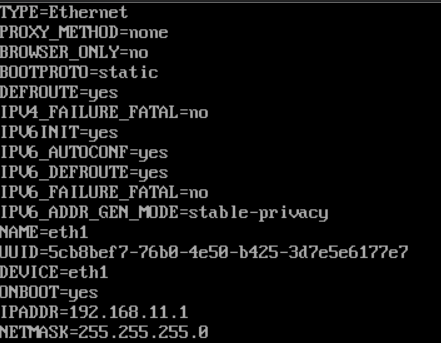 TYPE=Ethernet
PROXY_METHOD=none
BROWSER_ONLY=no
BOOTPROTO=static
DEFROUTE=yes
IPV4_FAILURE_FATAL=no
IPV6INIT=yes
IPV6_AUTOCONF=yes
IPV6_DEFROUTE=yes
IPV6_FAILURE_FATAL=no
IPV6_ADDR_GEN_MODE=stable-privacy
NAME=eth1
UUID=5cb8bef7-76b0-4e50-b425-3d7e5e6177e7
DEVICE=eth1
ONBOOT=yes
IPADDR=192.168.11.1
NETMASK=255.255.255.0